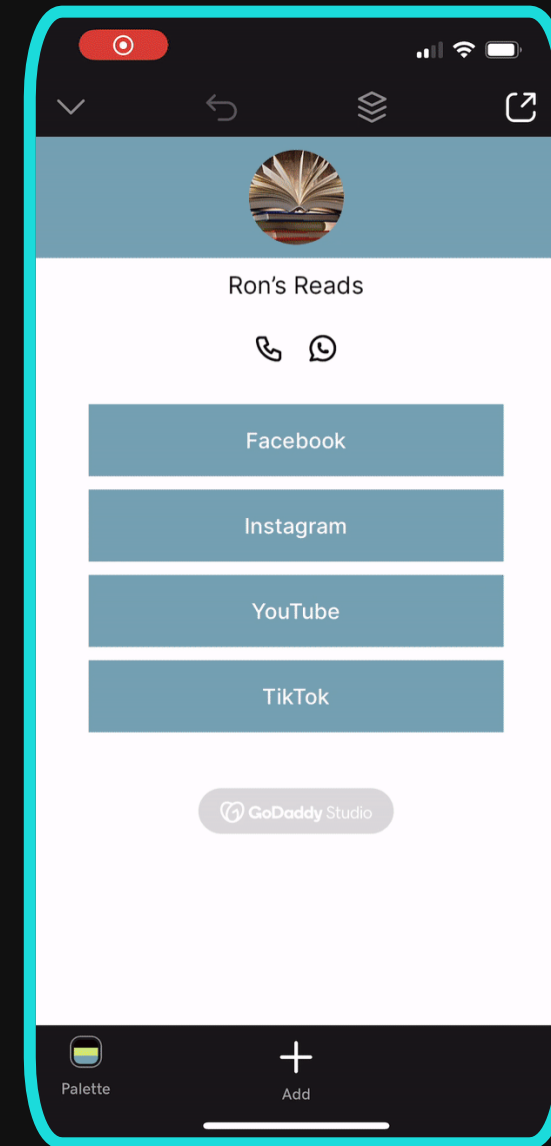 Ron’s Reads
Facebook
Instagram
YouTube
TikTok
GoDaddy Studio
Palette
Add